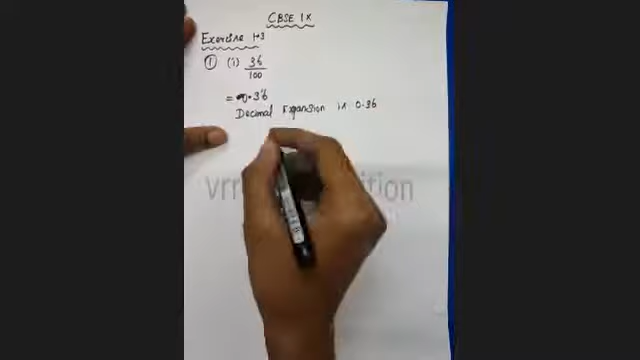 CBSE IX
Exercise 1.3
① (i) 36
100
= 0.36
Decimal Expansion is 0.36